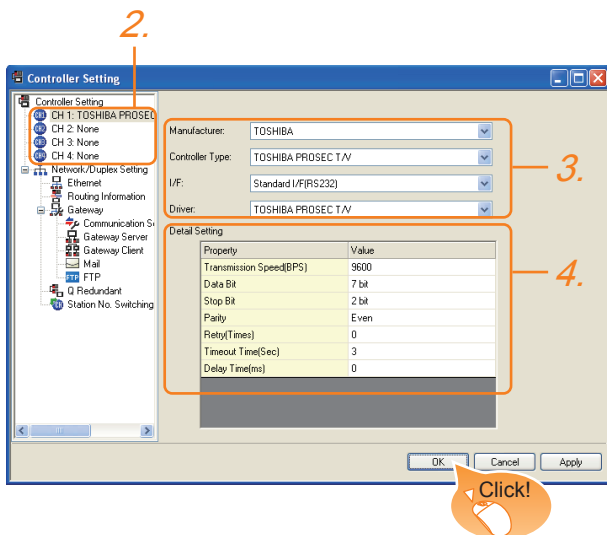 2.
Controller Setting
Controller Setting
CH1 CH 1: TOSHIBA PROSEC
CH 2: None
CH 3: None
CH 4: None
Network/Duplex Setting
Ethernet
Routing Information
Gateway
Communication S
Gateway Server
Gateway Client
Mail
FTP FTP
Q Redundant
Station No. Switching
Manufacturer: TOSHIBA
Controller Type: TOSHIBA PROSEC T/V
I/F: Standard I/F(RS232)
Driver: TOSHIBA PROSEC T/V
3.
Detail Setting
Property Value
Transmission Speed(BPS) 9600
Data Bit 7 bit
Stop Bit 2 bit
Parity Even
Retry(Times) 0
Timeout Time(Sec) 3
Delay Time(ms) 0
4.
OK Cancel Apply
Click!